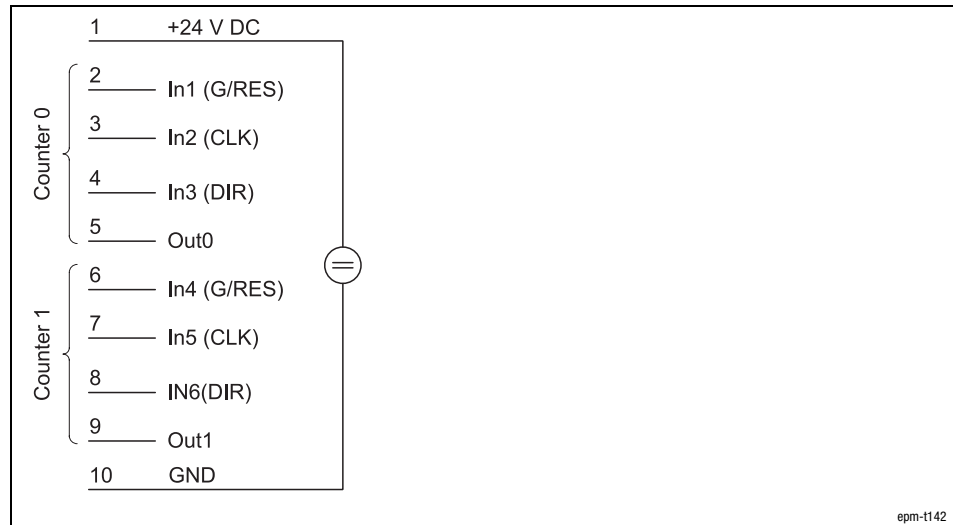 1 +24 V DC
Counter 0
2 In1 (G/RES)
3 In2 (CLK)
4 In3 (DIR)
5 Out0
Counter 1
6 In4 (G/RES)
7 In5 (CLK)
8 IN6(DIR)
9 Out1
10 GND
epm-t142